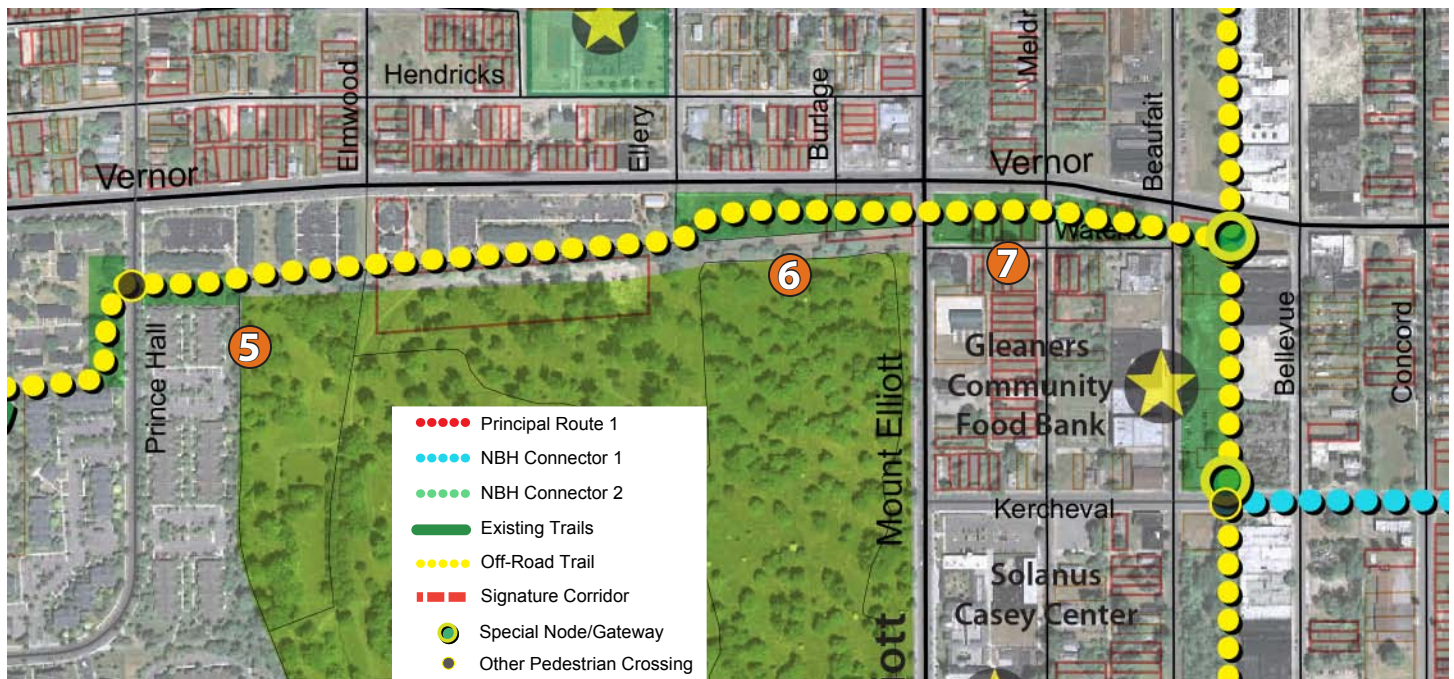 Hendricks
Elmwood
Ellery
Burlage
Meldr
Beaufait
Vernor
Vernor
5
6
7
Prince Hall
Mount Elliott
Gleaners
Community
Food Bank
Bellevue
Concord
Kercheval
Solanus
Casey Center
iott
Principal Route 1
NBH Connector 1
NBH Connector 2
Existing Trails
Off-Road Trail
Signature Corridor
Special Node/Gateway
Other Pedestrian Crossing